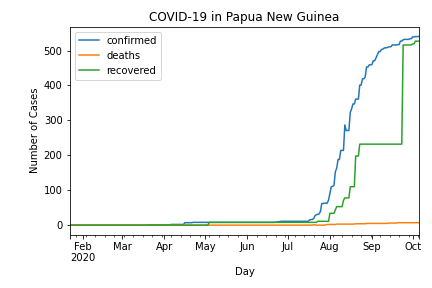 COVID-19 in Papua New Guinea
confirmed
deaths
recovered
Number of Cases
500
400
300
200
100
0
Feb Mar Apr May Jun Jul Aug Sep Oct
2020
Day